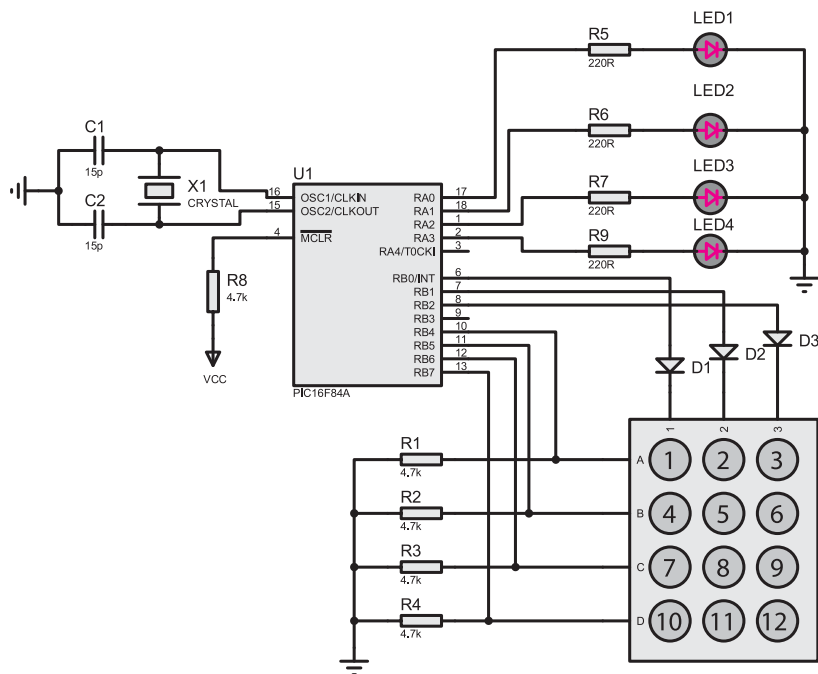 LED1
R5
220R
LED2
R6
220R
C1
15p
U1
LED3
R7
220R
X1
CRYSTAL
16 OSC1/CLKIN RA0 17
15 OSC2/CLKOUT RA1 18
RA2 1
C2
15p
LED4
R9
220R
4 MCLR RA3 2
RA4/T0CKI 3
R8
4.7k
RB0/INT 6
RB1 7
RB2 8
RB3 9
RB4 10
RB5 11
RB6 12
RB7 13
VCC
PIC16F84A
D1
D2
D3
1 2 3
R1
4.7k
A 1 2 3
R2
4.7k
B 4 5 6
R3
4.7k
C 7 8 9
R4
4.7k
D 10 11 12